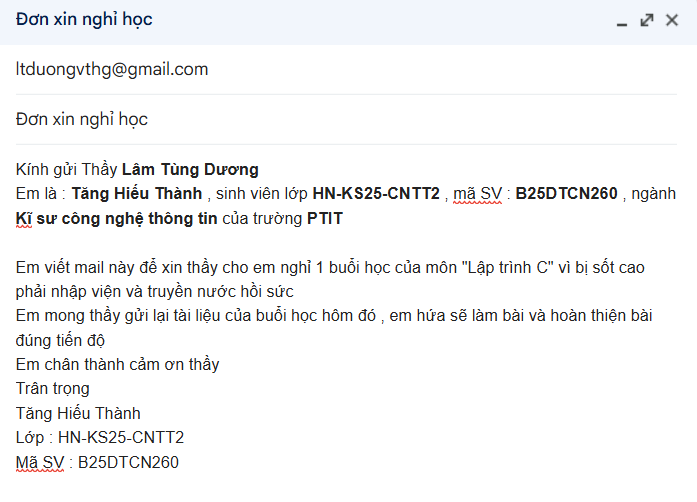 Đơn xin nghỉ học
ltduongvthg@gmail.com
Đơn xin nghỉ học
Kính gửi Thầy Lâm Tùng Dương
Em là : Tăng Hiếu Thành , sinh viên lớp HN-KS25-CNTT2 , mã SV : B25DTCN260 , ngành
Kĩ sư công nghệ thông tin của trường PTIT
Em viết mail này để xin thầy cho em nghỉ 1 buổi học của môn "Lập trình C" vì bị sốt cao
phải nhập viện và truyền nước hồi sức
Em mong thầy gửi lại tài liệu của buổi học hôm đó , em hứa sẽ làm bài và hoàn thiện bài
đúng tiến độ
Em chân thành cảm ơn thầy
Trân trọng
Tăng Hiếu Thành
Lớp : HN-KS25-CNTT2
Mã SV : B25DTCN260